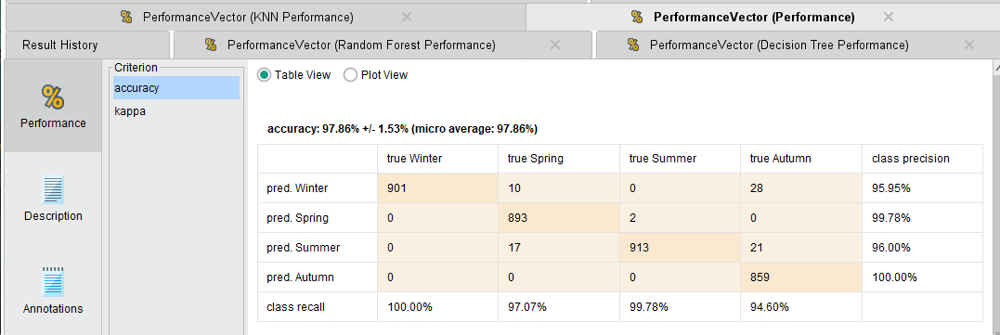 PerformanceVector (KNN Performance)
PerformanceVector (Performance)
Result History
PerformanceVector (Random Forest Performance)
PerformanceVector (Decision Tree Performance)
Performance
Description
Annotations
Criterion
accuracy
kappa
Table View Plot View
accuracy: 97.86% +/- 1.53% (micro average: 97.86%)
true Winter true Spring true Summer true Autumn class precision
pred. Winter 901 10 0 28 95.95%
pred. Spring 0 893 2 0 99.78%
pred. Summer 0 17 913 21 96.00%
pred. Autumn 0 0 0 859 100.00%
class recall 100.00% 97.07% 99.78% 94.60%